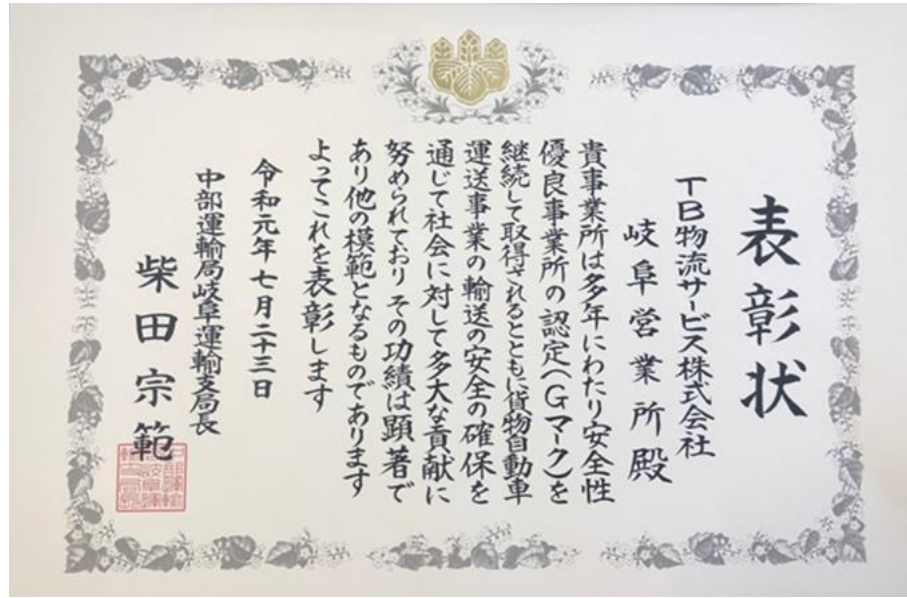 表彰状
TB物流サービス株式会社
岐阜営業所殿
貴事業所は多年にわたり安全性
優良事業所の認定(Gマーク)を
継続して取得されるとともに貨物自動車
運送事業の輸送の安全の確保を
通じて社会に対して多大な貢献に
努められており その功績は顕著で
あり他の模範となるものであります
よってこれを表彰します
令和元年七月二十三日
中部運輸局岐阜運輸支局長
柴田宗範